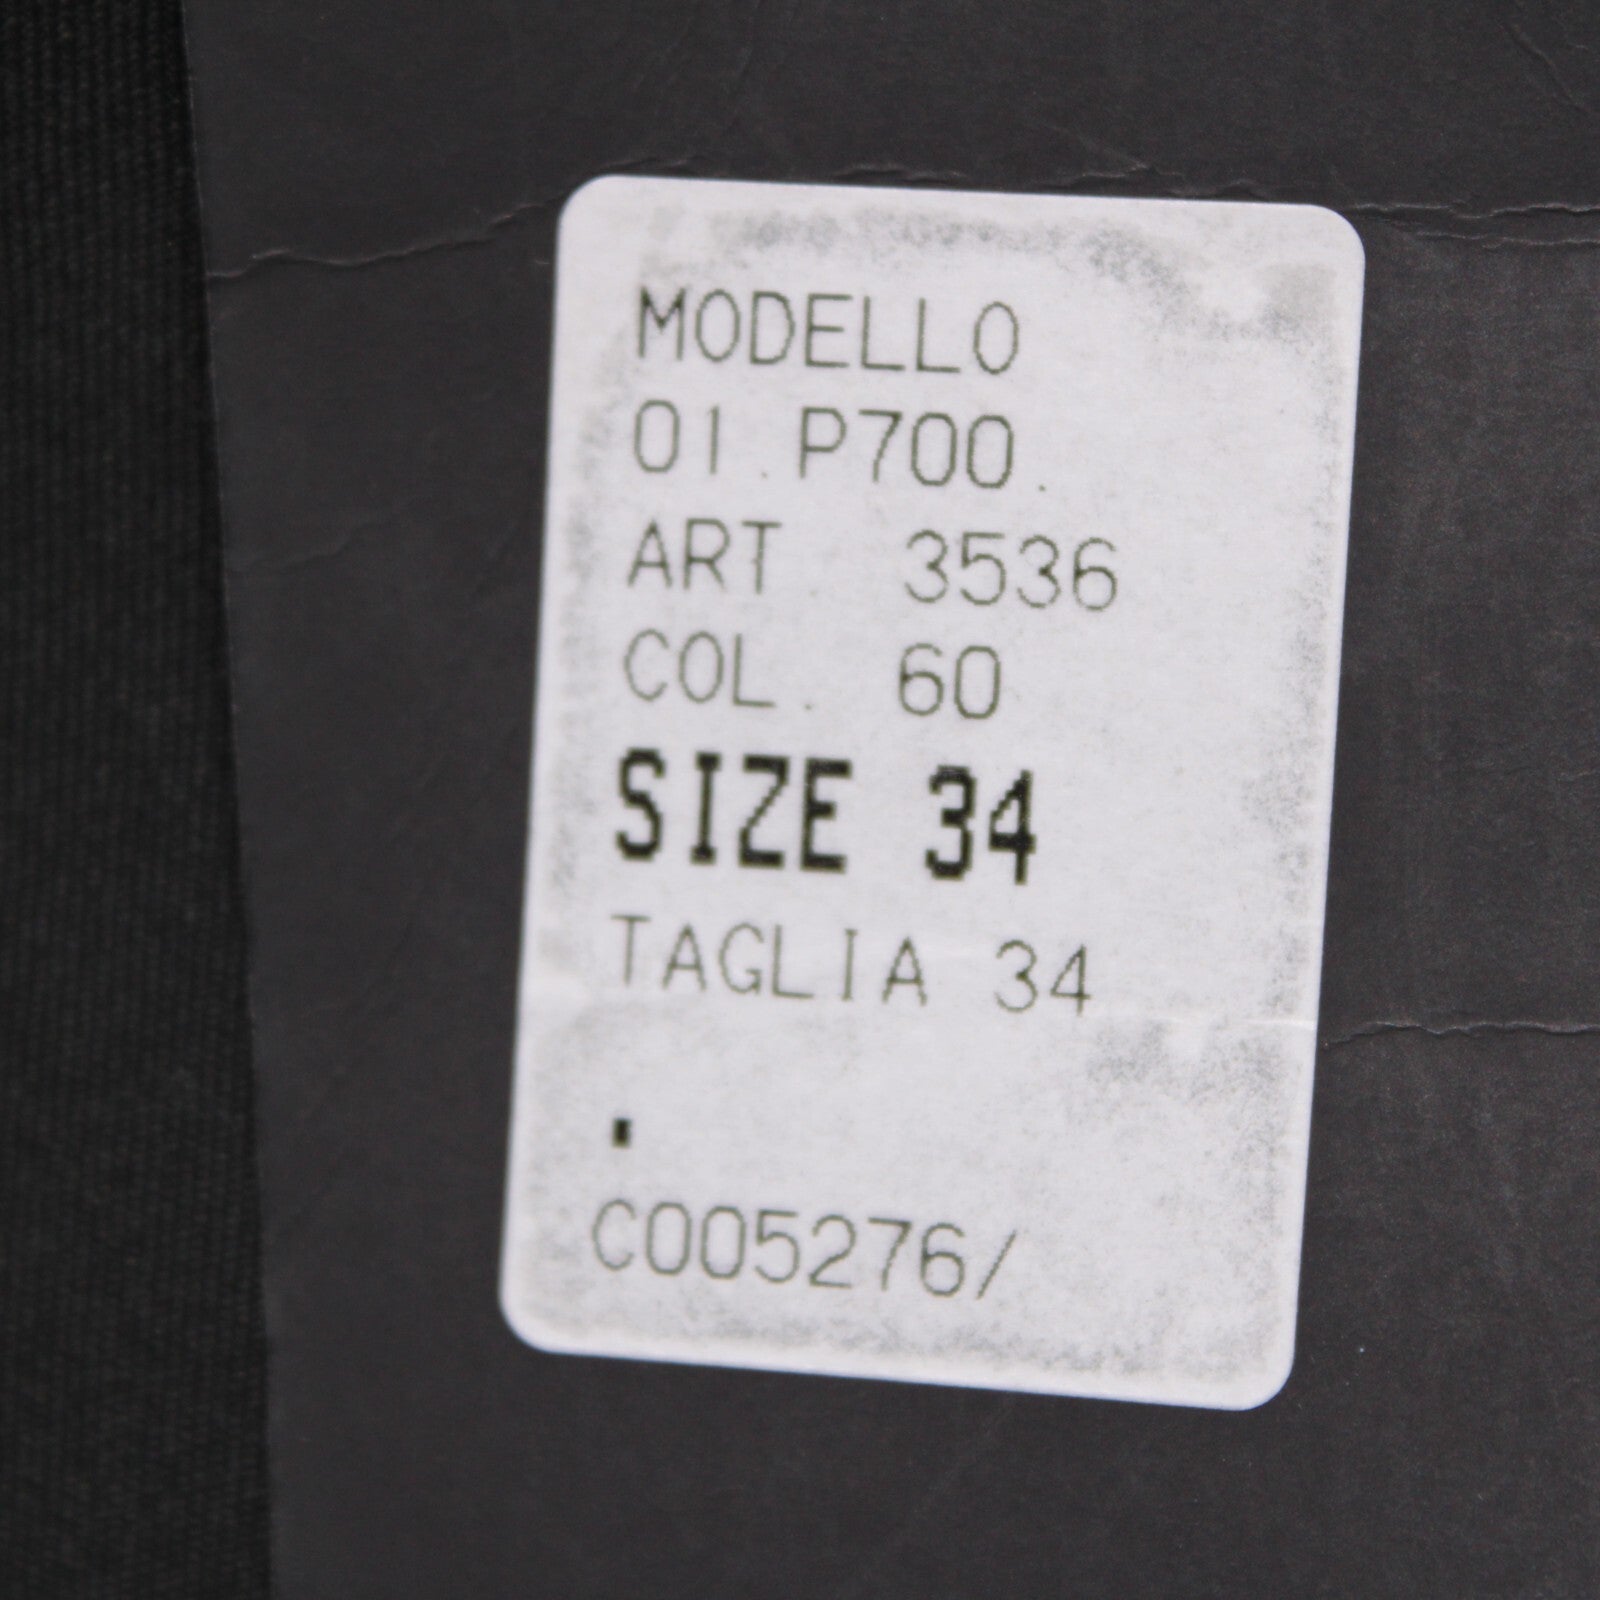 MODELLO
01 P700.
ART 3536
COL. 60
SIZE 34
TAGLIA 34
.
C005276/